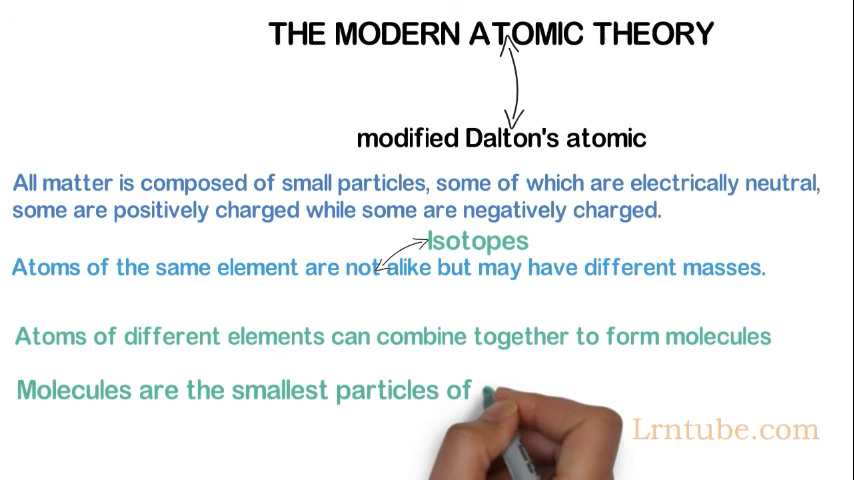 THE MODERN ATOMIC THEORY
modified Dalton's atomic
All matter is composed of small particles, some of which are electrically neutral,
some are positively charged while some are negatively charged.
Isotopes
Atoms of the same element are not alike but may have different masses.
Atoms of different elements can combine together to form molecules
Molecules are the smallest particles of
Lrntube.com